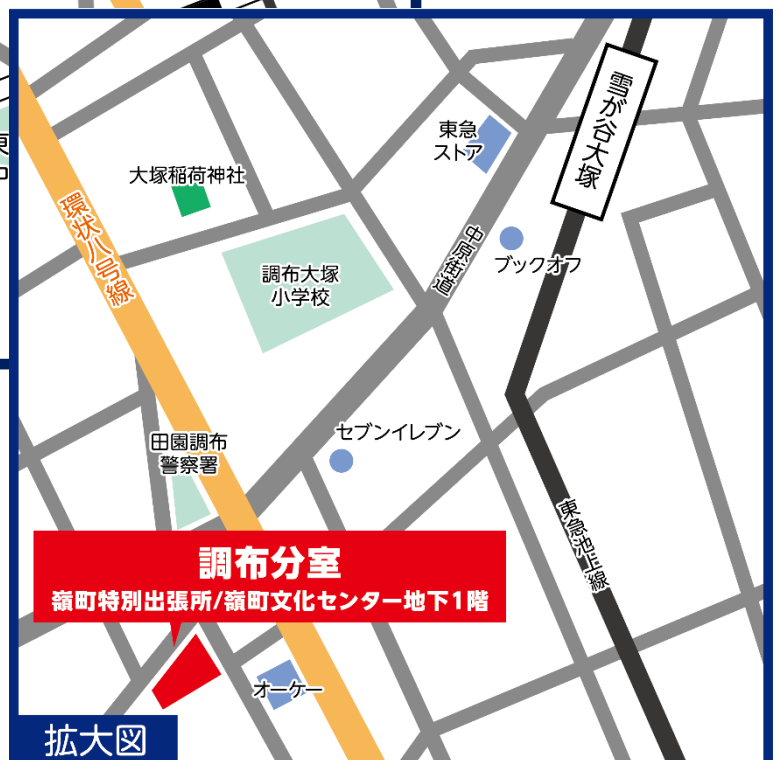 雪が谷大塚
東急
ストア
大塚稲荷神社
環状八号線
中原街道
ブックオフ
調布大塚
小学校
セブンイレブン
田園調布
警察署
東急池上線
調布分室
嶺町特別出張所/嶺町文化センター地下1階
オーケー
拡大図